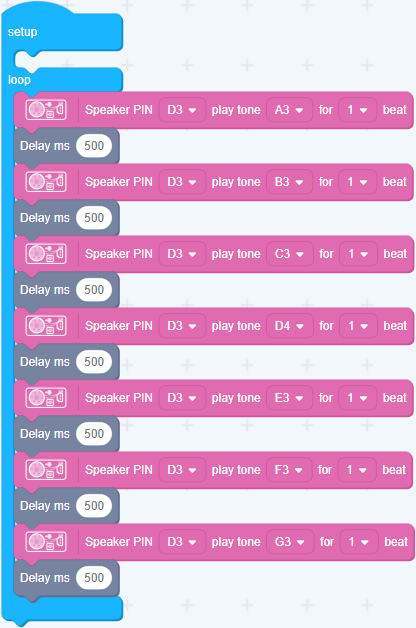 setup
loop
Speaker PIN D3 play tone A3 for 1 beat
Delay ms 500
Speaker PIN D3 play tone B3 for 1 beat
Delay ms 500
Speaker PIN D3 play tone C3 for 1 beat
Delay ms 500
Speaker PIN D3 play tone D4 for 1 beat
Delay ms 500
Speaker PIN D3 play tone E3 for 1 beat
Delay ms 500
Speaker PIN D3 play tone F3 for 1 beat
Delay ms 500
Speaker PIN D3 play tone G3 for 1 beat
Delay ms 500